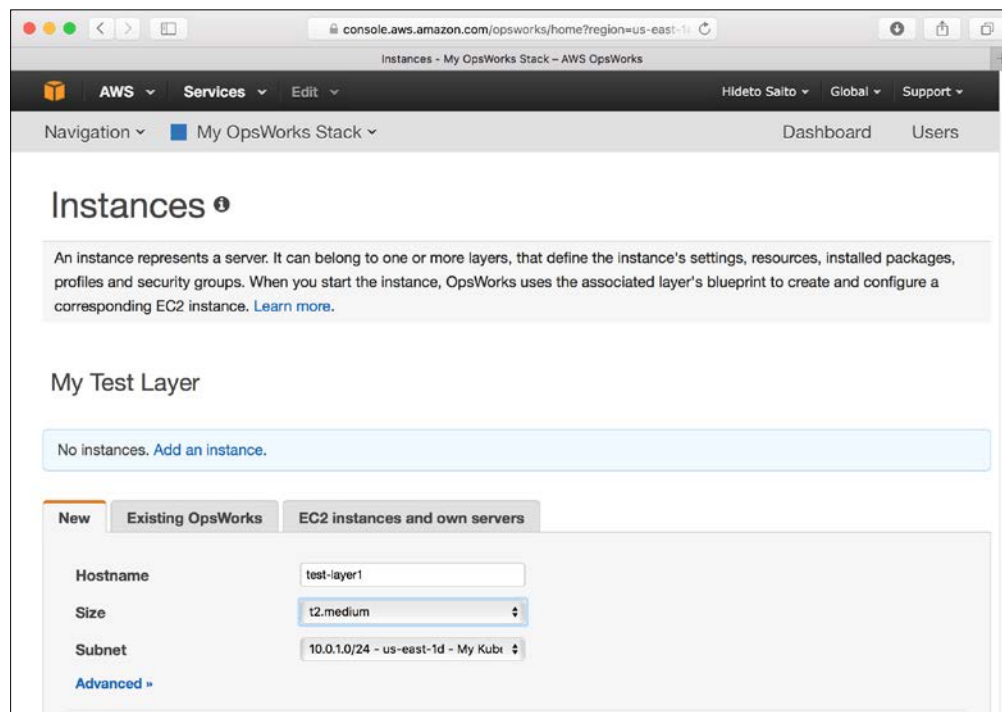 console.aws.amazon.com/opsworks/home?region=us-east-1
Instances - My OpsWorks Stack – AWS OpsWorks
AWS Services Edit Hideto Saito Global Support
Navigation My OpsWorks Stack Dashboard Users
Instances
An instance represents a server. It can belong to one or more layers, that define the instance's settings, resources, installed packages,
profiles and security groups. When you start the instance, OpsWorks uses the associated layer's blueprint to create and configure a
corresponding EC2 instance. Learn more.
My Test Layer
No instances. Add an instance.
New Existing OpsWorks EC2 instances and own servers
Hostname test-layer1
Size t2.medium
Subnet 10.0.1.0/24 - us-east-1d - My
Advanced »